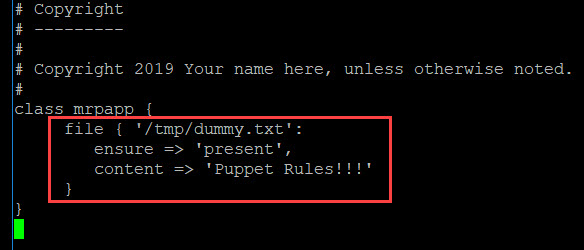 # Copyright
# ---------
#
# Copyright 2019 Your name here, unless otherwise noted.
#
class mrpapp {
file { '/tmp/dummy.txt':
ensure => 'present',
content => 'Puppet Rules!!!'
}
}